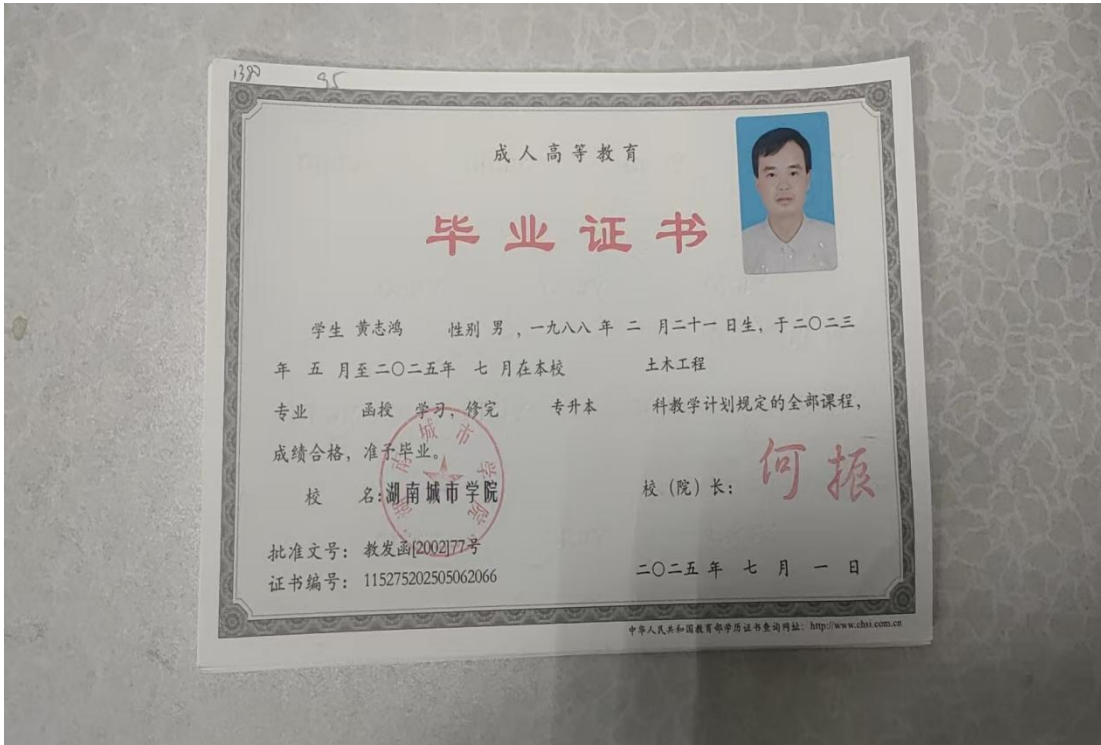 1380 95
成人高等教育
毕业证书
学生 黄志鸿 性别 男 ，一九八八 年 二 月二十一 日生，于二〇二三
年 五 月至二〇二五年 七 月在本校 土木工程
专业 函授 学习，修完 专升本 科教学计划规定的全部课程，
成绩合格，准予毕业。
湖南城市学院
校 名：湖南城市学院 校（院）长： 何振
批准文号： 教发函[2002]77号
证书编号： 115275202505062066 二〇二五 年 七 月 一 日
中华人民共和国教育部学历证书查询网址：http://www.chsi.com.cn